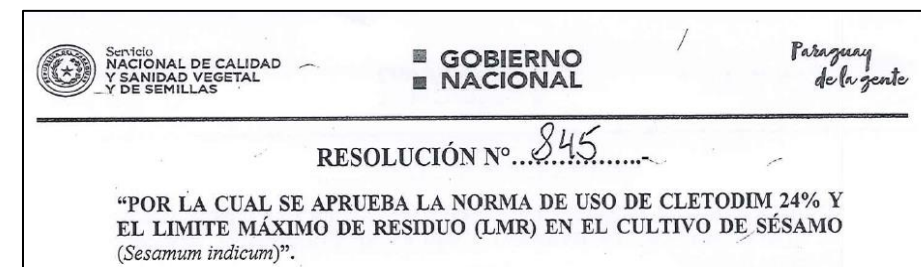 Servicio
NACIONAL DE CALIDAD
Y SANIDAD VEGETAL
Y DE SEMILLAS
GOBIERNO
NACIONAL
Paraguay
de la gente
RESOLUCIÓN Nº...845......-
“POR LA CUAL SE APRUEBA LA NORMA DE USO DE CLETODIM 24% Y
EL LIMITE MÁXIMO DE RESIDUO (LMR) EN EL CULTIVO DE SÉSAMO
(Sesamum indicum)”.